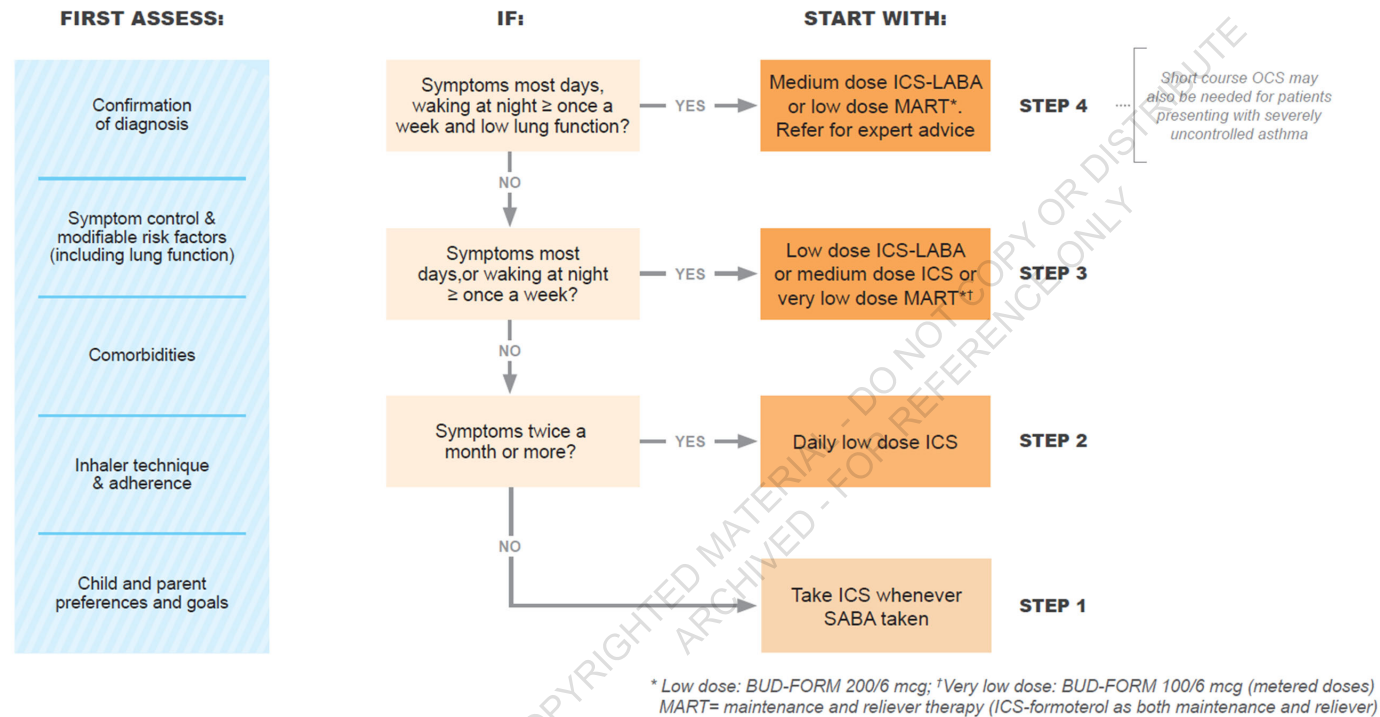 FIRST ASSESS:
IF:
START WITH:
Confirmation
of diagnosis
Symptom control &
modifiable risk factors
(including lung function)
Comorbidities
Inhaler technique
& adherence
Child and parent
preferences and goals
Symptoms most days,
waking at night ≥ once a
week and low lung function?
YES
Medium dose ICS-LABA
or low dose MART*.
Refer for expert advice
STEP 4
Short course OCS may
also be needed for patients
presenting with severely
uncontrolled asthma
NO
Symptoms most
days,or waking at night
≥ once a week?
YES
Low dose ICS-LABA
or medium dose ICS or
very low dose MART*†
STEP 3
NO
Symptoms twice a
month or more?
YES
Daily low dose ICS
STEP 2
NO
Take ICS whenever
SABA taken
STEP 1
* Low dose: BUD-FORM 200/6 mcg; †Very low dose: BUD-FORM 100/6 mcg (metered doses)
MART= maintenance and reliever therapy (ICS-formoterol as both maintenance and reliever)
OPYRIGHTED MATERIAL - DO NOT COPY OR DISTRIBUTE
ARCHIVED - FOR REFERENCE ONLY